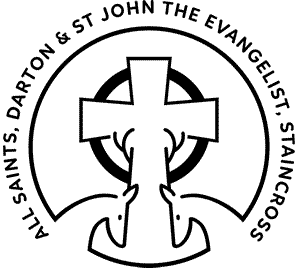 ALL SAINTS, DARTON & ST JOHN THE EVANGELIST, STAINCROSS